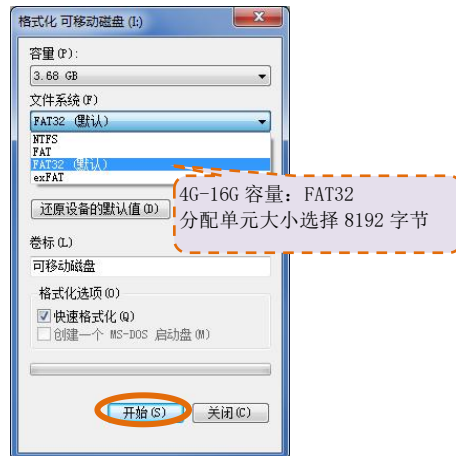 格式化 可移动磁盘 (I:)
容量(P):
3.68 GB
文件系统(F)
FAT32 (默认)
NTFS
FAT
FAT32 (默认)
exFAT
4G-16G 容量：FAT32
分配单元大小选择 8192 字节
还原设备的默认值(D)
卷标(L)
可移动磁盘
格式化选项(O)
快速格式化(Q)
创建一个 MS-DOS 启动盘(M)
开始(S)
关闭(C)